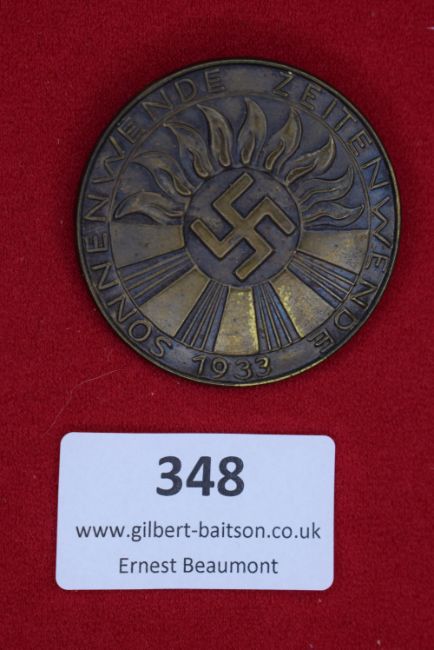 SONNENWENDE ZEITENWENDE
1933
348
www.gilbert-baitson.co.uk
Ernest Beaumont